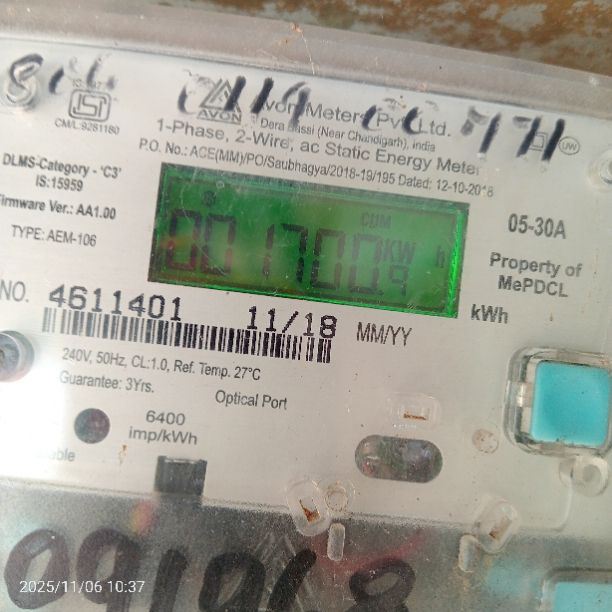 CM/L:9281180
AVON
Avon Meters Pvt. Ltd.
Dera Bassi (Near Chandigarh), India
1-Phase, 2-Wire, ac Static Energy Meter
P.O. No.: ACE(MM)/PO/Saubhagya/2018-19/195 Dated: 12-10-2018
UW
DLMS-Category - 'C3'
IS:15959
Firmware Ver.: AA1.00
TYPE: AEM-106
CUM
001700.9 KW h
05-30A
Property of
MePDCL
kWh
NO. 4611401 11/18 MM/YY
240V, 50Hz, CL:1.0, Ref. Temp. 27°C
Guarantee: 3Yrs.
Optical Port
6400
imp/kWh
091068
2025/11/06 10:37